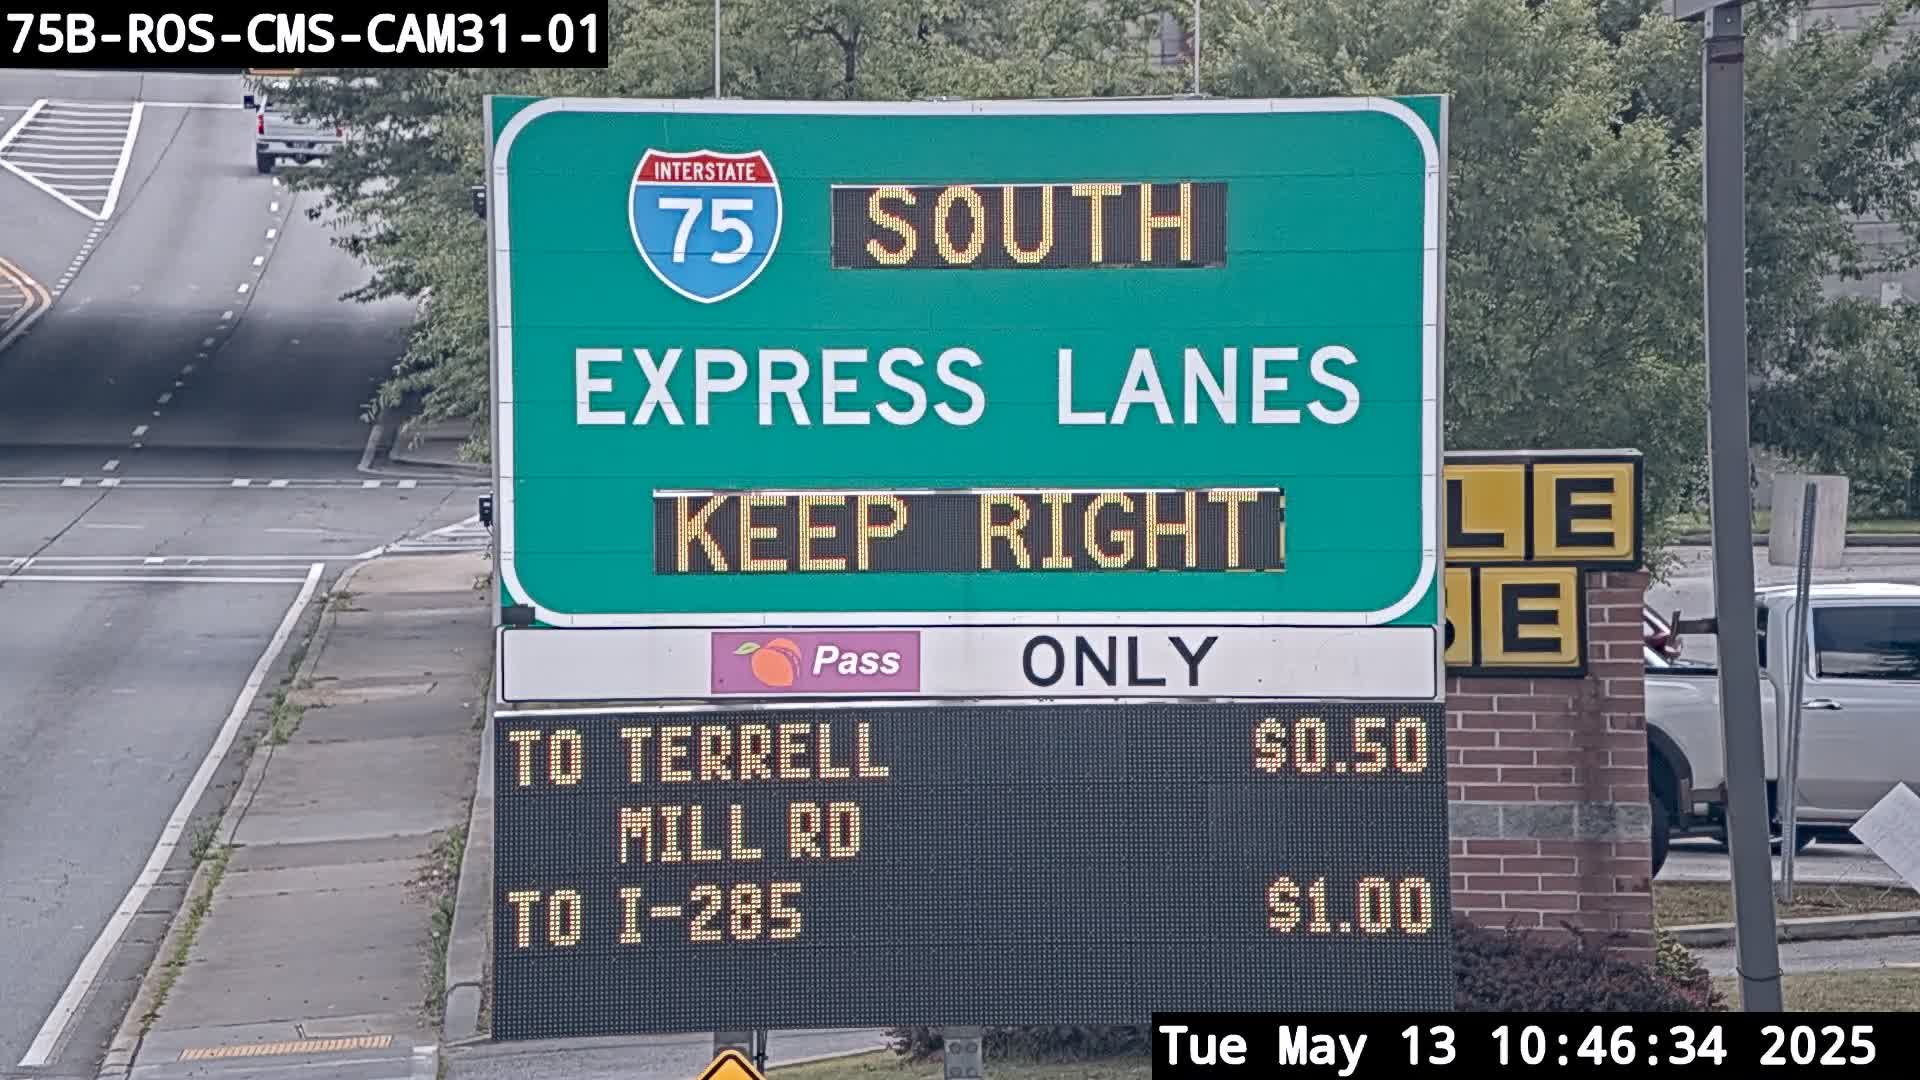 75B-ROS-CMS-CAM31-01
INTERSTATE
75
SOUTH
EXPRESS LANES
KEEP RIGHT
Pass ONLY
TO TERRELL $0.50
MILL RD
TO I-285 $1.00
LE
E
Tue May 13 10:46:34 2025